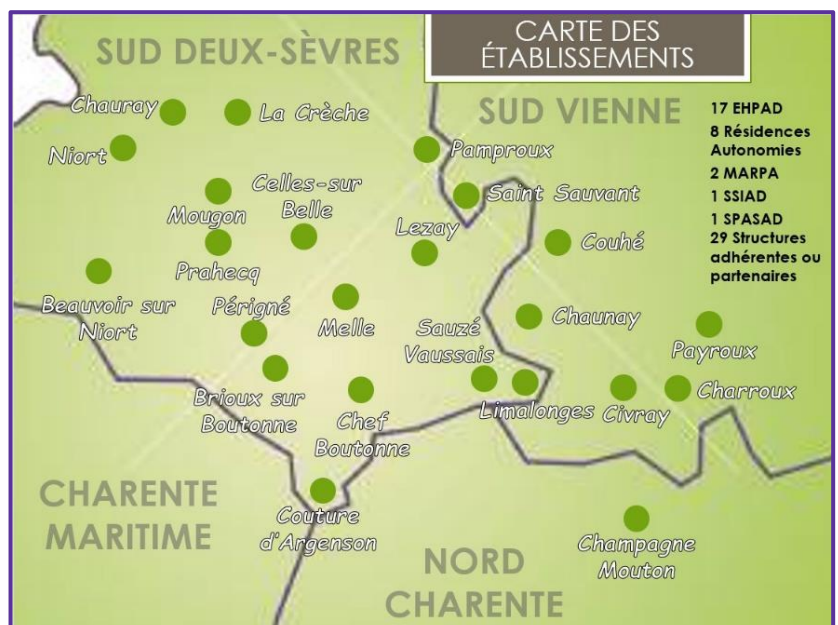 CARTE DES
ÉTABLISSEMENTS
SUD DEUX-SÈVRES
SUD VIENNE
17 EHPAD
8 Résidences
Autonomies
2 MARPA
1 SSIAD
1 SPASAD
29 Structures
adhérentes ou
partenaires
Chauray
La Crèche
Niort
Pamproux
Celles-sur
Belle
Mougon
Saint Sauvant
Lezay
Couhé
Prahecq
Beauvoir sur
Niort
Périgné
Melle
Sauzé
Vaussais
Chaunay
Payroux
Brioux sur
Boutonne
Chef
Boutonne
Limalonges
Civray
Charroux
CHARENTE
MARITIME
Couture
d'Argenson
Champagne
Mouton
NORD
CHARENTE